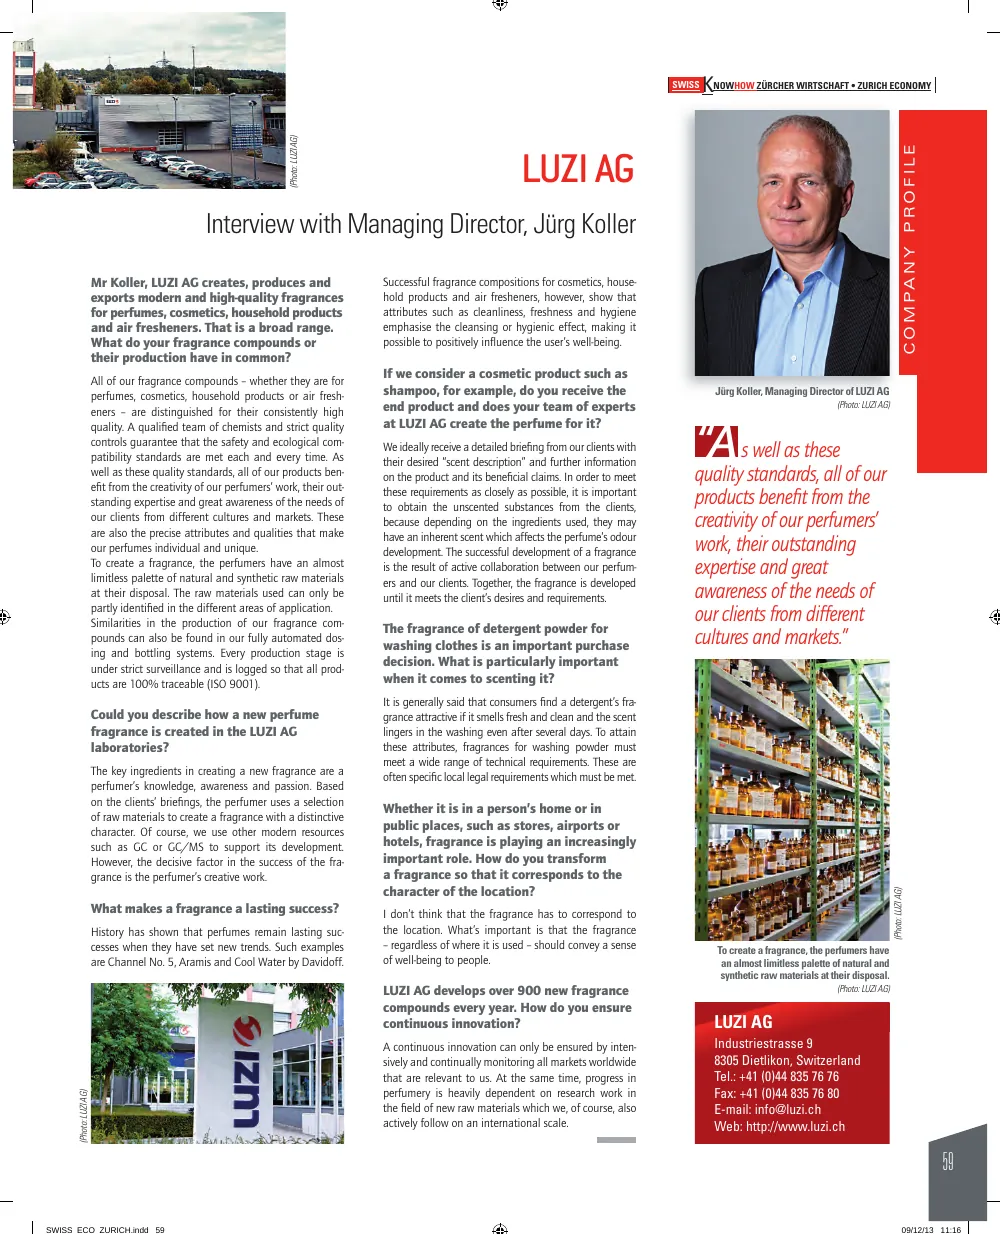 SWISS KNOWHOW ZÜRCHER WIRTSCHAFT • ZURICH ECONOMY
COMPANY PROFILE
(Photo: LUZI AG)
LUZI AG
Interview with Managing Director, Jürg Koller
Mr Koller, LUZI AG creates, produces and
exports modern and high-quality fragrances
for perfumes, cosmetics, household products
and air fresheners. That is a broad range.
What do your fragrance compounds or
their production have in common?
All of our fragrance compounds – whether they are for
perfumes, cosmetics, household products or air fresh-
eners – are distinguished for their consistently high
quality. A qualified team of chemists and strict quality
controls guarantee that the safety and ecological com-
patibility standards are met each and every time. As
well as these quality standards, all of our products ben-
efit from the creativity of our perfumers’ work, their out-
standing expertise and great awareness of the needs of
our clients from different cultures and markets. These
are also the precise attributes and qualities that make
our perfumes individual and unique.
To create a fragrance, the perfumers have an almost
limitless palette of natural and synthetic raw materials
at their disposal. The raw materials used can only be
partly identified in the different areas of application.
Similarities in the production of our fragrance com-
pounds can also be found in our fully automated dos-
ing and bottling systems. Every production stage is
under strict surveillance and is logged so that all prod-
ucts are 100% traceable (ISO 9001).
Could you describe how a new perfume
fragrance is created in the LUZI AG
laboratories?
The key ingredients in creating a new fragrance are a
perfumer’s knowledge, awareness and passion. Based
on the clients’ briefings, the perfumer uses a selection
of raw materials to create a fragrance with a distinctive
character. Of course, we use other modern resources
such as GC or GC/MS to support its development.
However, the decisive factor in the success of the fra-
grance is the perfumer’s creative work.
What makes a fragrance a lasting success?
History has shown that perfumes remain lasting suc-
cesses when they have set new trends. Such examples
are Channel No. 5, Aramis and Cool Water by Davidoff.
luzi
(Photo: LUZI AG)
Successful fragrance compositions for cosmetics, house-
hold products and air fresheners, however, show that
attributes such as cleanliness, freshness and hygiene
emphasise the cleansing or hygienic effect, making it
possible to positively influence the user’s well-being.
If we consider a cosmetic product such as
shampoo, for example, do you receive the
end product and does your team of experts
at LUZI AG create the perfume for it?
We ideally receive a detailed briefing from our clients with
their desired “scent description” and further information
on the product and its beneficial claims. In order to meet
these requirements as closely as possible, it is important
to obtain the unscented substances from the clients,
because depending on the ingredients used, they may
have an inherent scent which affects the perfume’s odour
development. The successful development of a fragrance
is the result of active collaboration between our perfum-
ers and our clients. Together, the fragrance is developed
until it meets the client’s desires and requirements.
The fragrance of detergent powder for
washing clothes is an important purchase
decision. What is particularly important
when it comes to scenting it?
It is generally said that consumers find a detergent’s fra-
grance attractive if it smells fresh and clean and the scent
lingers in the washing even after several days. To attain
these attributes, fragrances for washing powder must
meet a wide range of technical requirements. These are
often specific local legal requirements which must be met.
Whether it is in a person’s home or in
public places, such as stores, airports or
hotels, fragrance is playing an increasingly
important role. How do you transform
a fragrance so that it corresponds to the
character of the location?
I don’t think that the fragrance has to correspond to
the location. What’s important is that the fragrance
– regardless of where it is used – should convey a sense
of well-being to people.
LUZI AG develops over 900 new fragrance
compounds every year. How do you ensure
continuous innovation?
A continuous innovation can only be ensured by inten-
sively and continually monitoring all markets worldwide
that are relevant to us. At the same time, progress in
perfumery is heavily dependent on research work in
the field of new raw materials which we, of course, also
actively follow on an international scale.
Jürg Koller, Managing Director of LUZI AG
(Photo: LUZI AG)
“As well as these
quality standards, all of our
products benefit from the
creativity of our perfumers’
work, their outstanding
expertise and great
awareness of the needs of
our clients from different
cultures and markets.”
(Photo: LUZI AG)
To create a fragrance, the perfumers have
an almost limitless palette of natural and
synthetic raw materials at their disposal.
(Photo: LUZI AG)
LUZI AG
Industriestrasse 9
8305 Dietlikon, Switzerland
Tel.: +41 (0)44 835 76 76
Fax: +41 (0)44 835 76 80
E-mail: info@luzi.ch
Web: http://www.luzi.ch
59
SWISS_ECO_ZURICH.indd 59
09/12/13 11:16